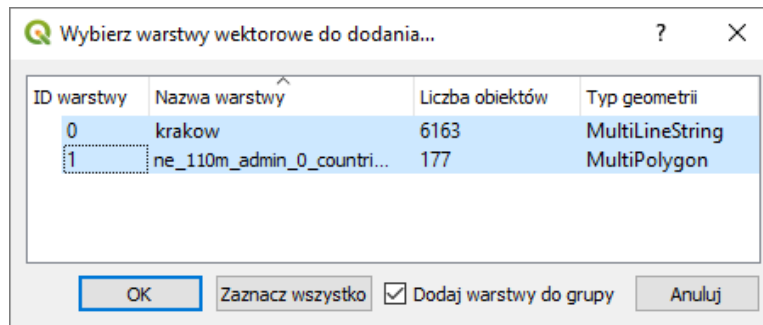 Wybierz warstwy wektorowe do dodania... ?
ID warstwy Nazwa warstwy Liczba obiektów Typ geometrii
0 krakow 6163 MultiLineString
1 ne_110m_admin_0_countri... 177 MultiPolygon
OK Zaznacz wszystko Dodaj warstwy do grupy Anuluj